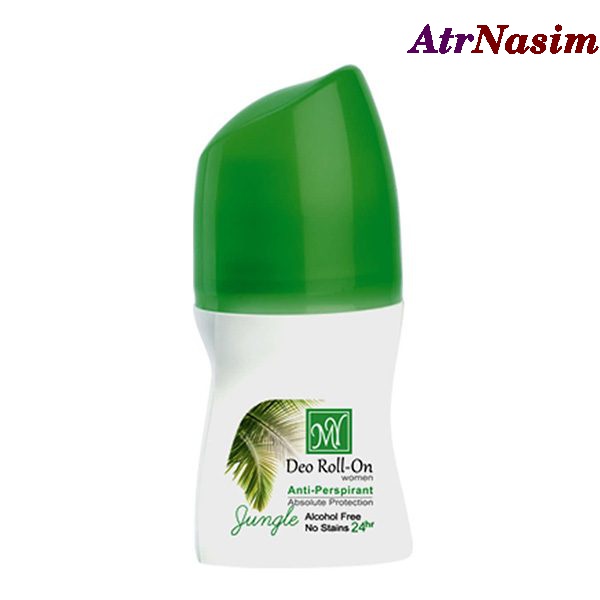 AtrNasim
MY
Deo Roll-On
women
Anti-Perspirant
Absolute Protection
Jungle
Alcohol Free
No Stains 24hr